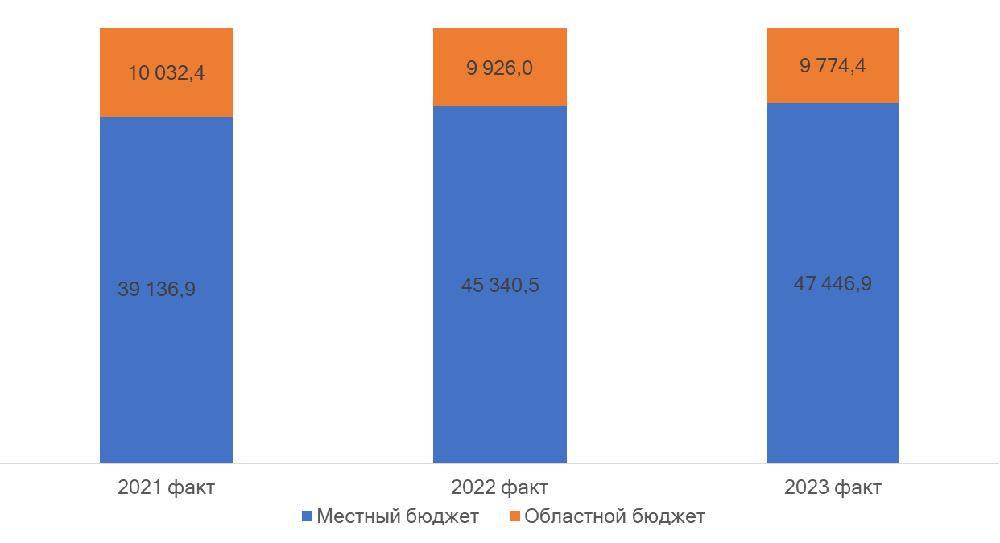 10 032,4
9 926,0
9 774,4
39 136,9
45 340,5
47 446,9
2021 факт
2022 факт
2023 факт
Местный бюджет
Областной бюджет